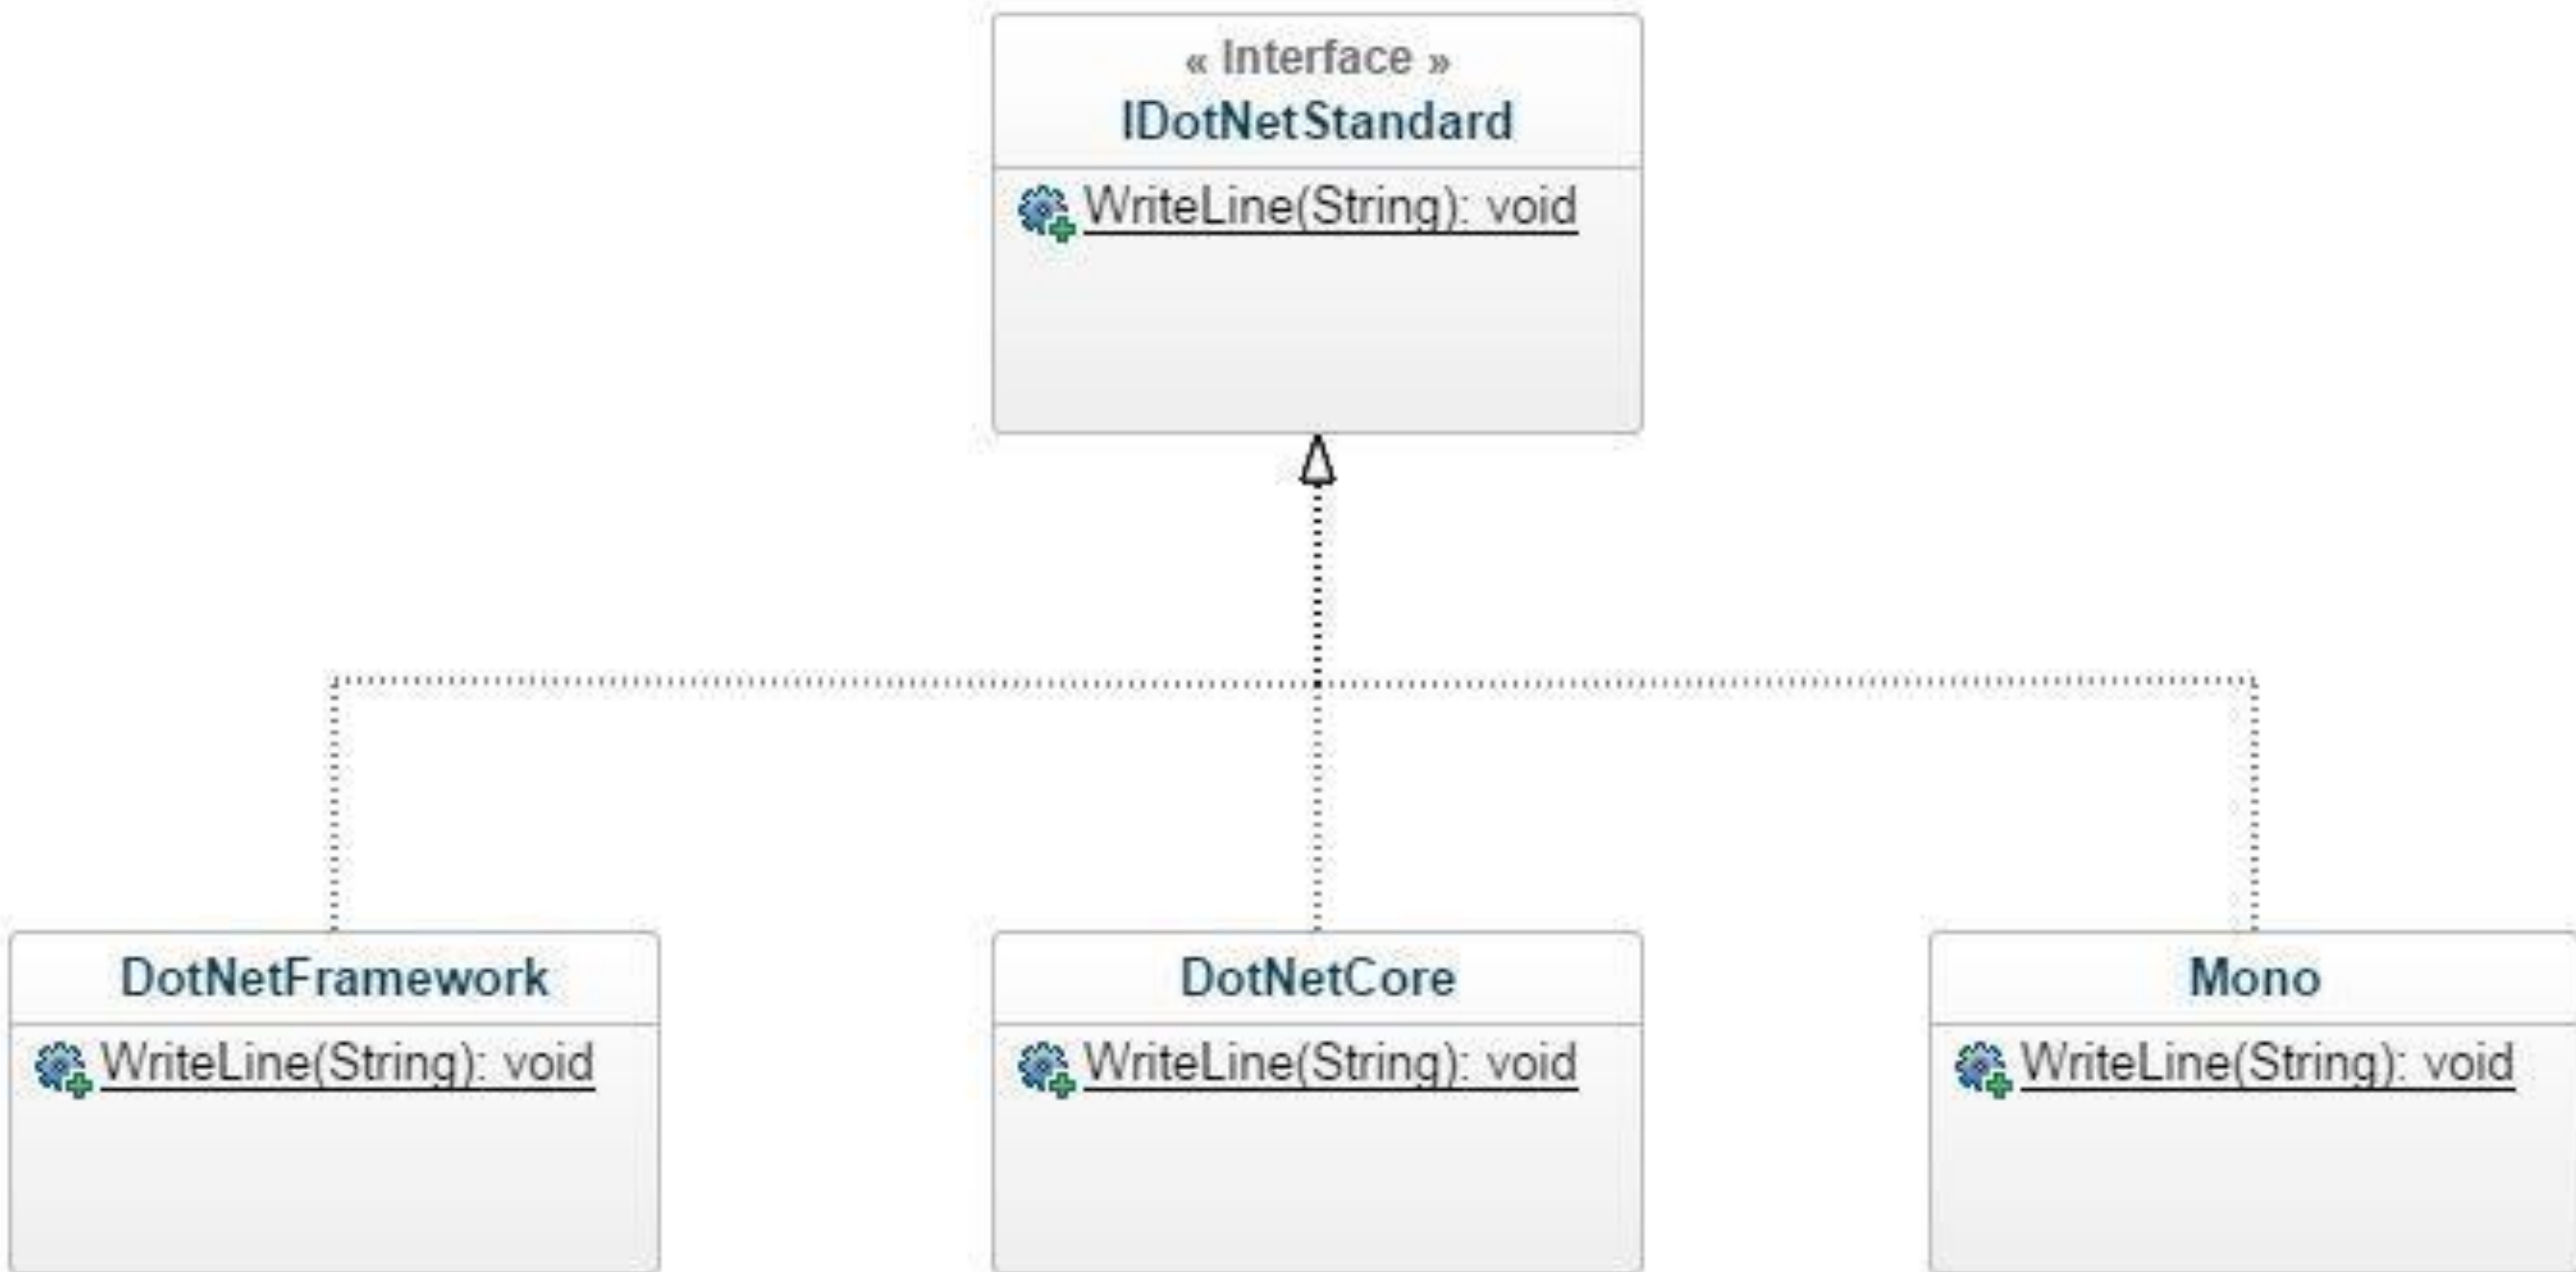 « Interface »
IDotNetStandard
WriteLine(String): void
DotNetFramework
WriteLine(String): void
DotNetCore
WriteLine(String): void
Mono
WriteLine(String): void